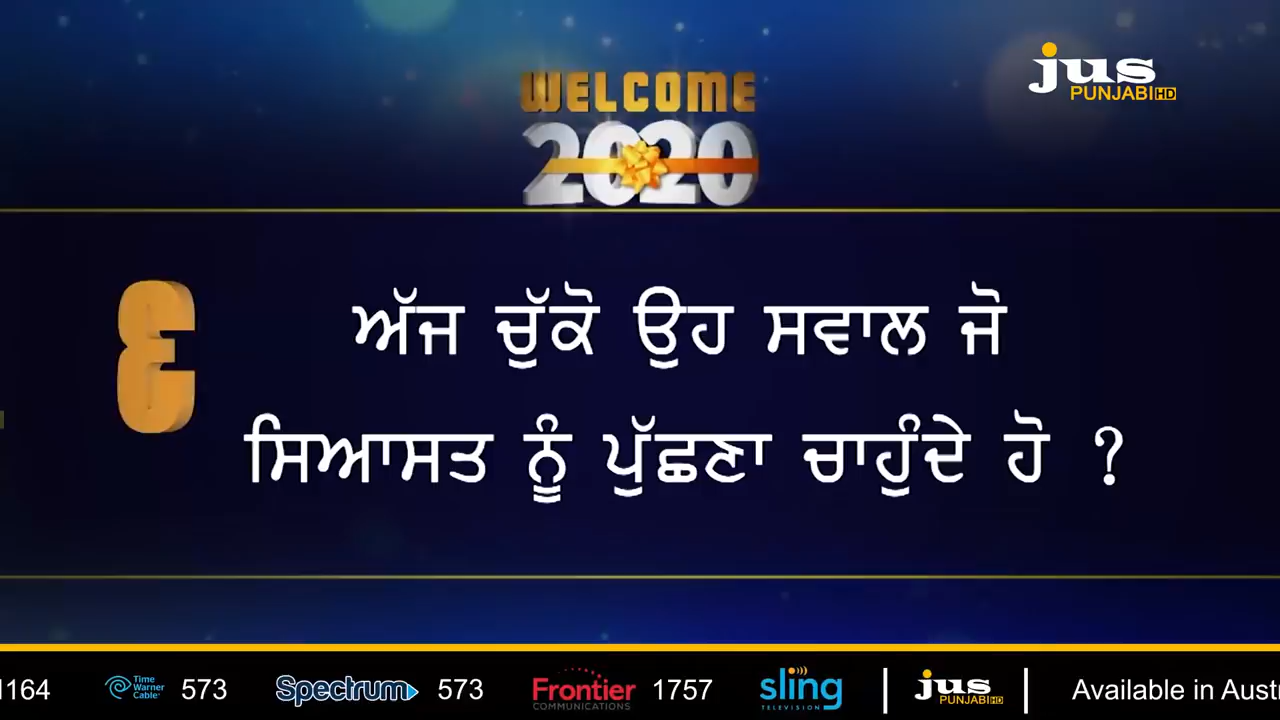 WELCOME
2020
jus
PUNJABI HD
ਅੱਜ ਚੁੱਕੋ ਉਹ ਸਵਾਲ ਜੋ
ਸਿਆਸਤ ਨੂੰ ਪੁੱਛਣਾ ਚਾਹੁੰਦੇ ਹੋ ?
1164 Time Warner Cable 573 Spectrum 573 Frontier COMMUNICATIONS 1757 sling TELEVISION | jus PUNJABI HD | Available in Austr